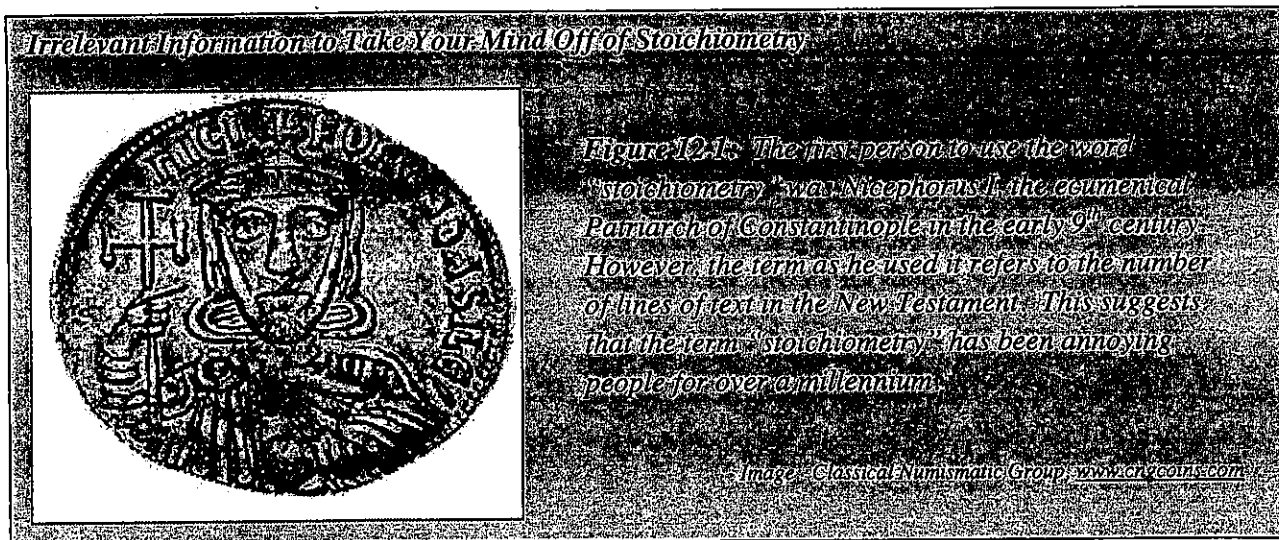 Irrelevant Information to Take Your Mind Off of Stoichiometry
Figure 12.1: The first person to use the word
"stoichiometry" was Nicephorus I, the ecumenical
Patriarch of Constantinople in the early 9th century.
However, the term as he used it refers to the number
of lines of text in the New Testament. This suggests
that the term "stoichiometry" has been annoying
people for over a millennium.
Image: Classical Numismatic Group, www.cngcoins.com